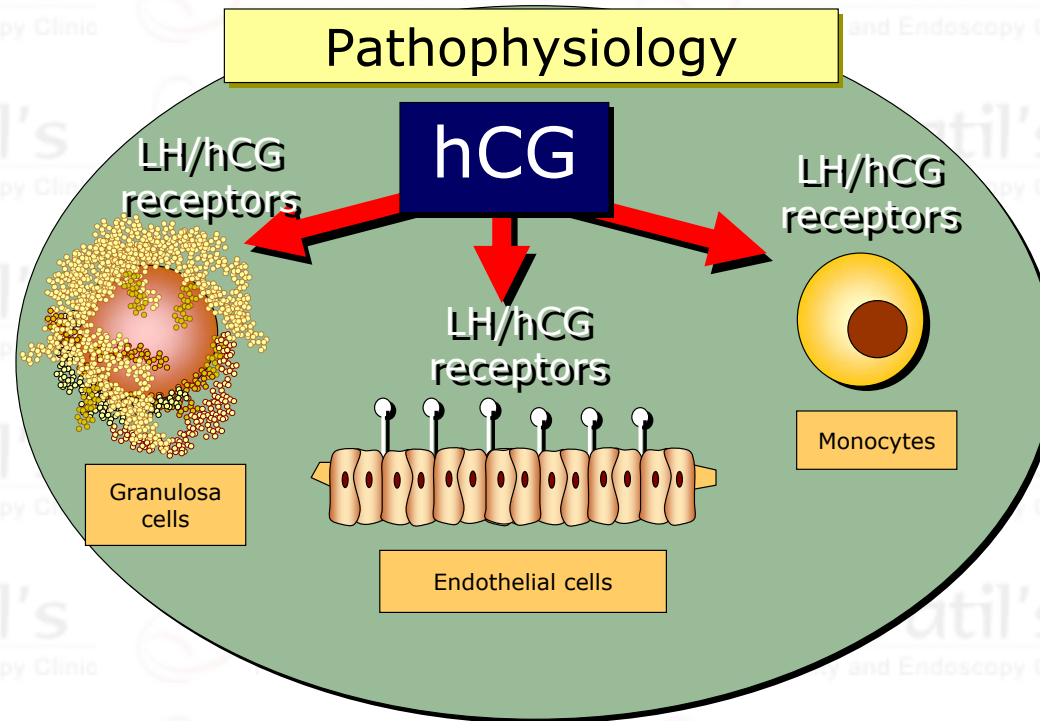 Pathophysiology
hCG
LH/hCG
receptors
LH/hCG
receptors
LH/hCG
receptors
Granulosa
cells
Endothelial cells
Monocytes